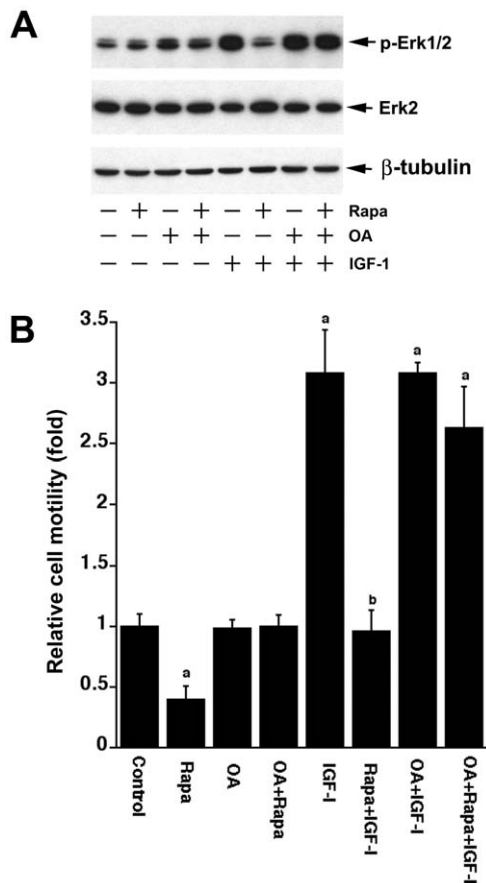 A
p-Erk1/2
Erk2
β-tubulin
– + – + – + – + Rapa
– – + + – – + + OA
– – – – + + + + IGF-1
B
Relative cell motility (fold)
3.5
3
2.5
2
1.5
1
0.5
0
a
a
b
a
a
Control
Rapa
OA
OA+Rapa
IGF-I
Rapa+IGF-I
OA+IGF-I
OA+Rapa+IGF-I